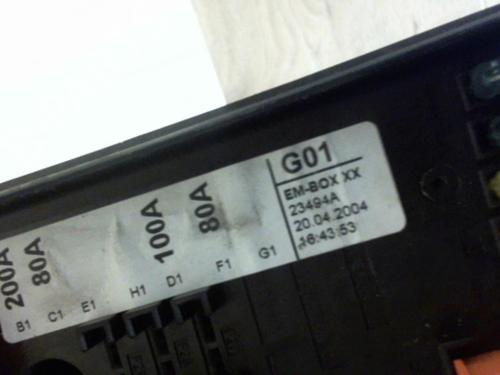 G01
EM-BOX XX
23494A
20.04.2004
16:43:53
200A 80A 100A 80A
B1 C1 E1 H1 D1 F1 G1